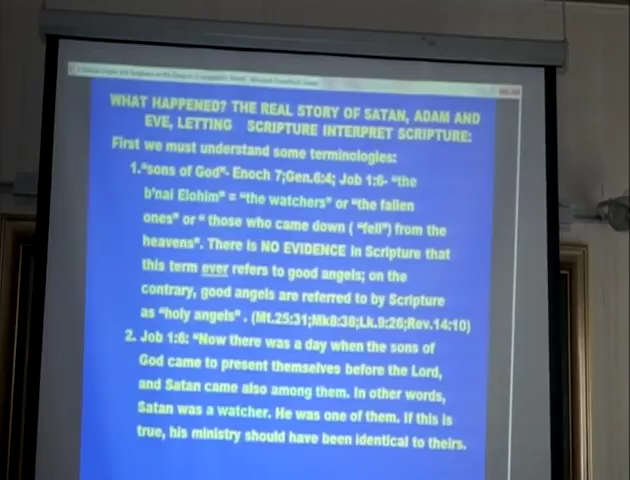 WHAT HAPPENED? THE REAL STORY OF SATAN, ADAM AND
EVE, LETTING SCRIPTURE INTERPRET SCRIPTURE:
First we must understand some terminologies:
1."sons of God"- Enoch 7;Gen.6:4; Job 1:6- "the
b'nai Elohim" = "the watchers" or "the fallen
ones" or " those who came down ( "fell") from the
heavens". There is NO EVIDENCE in Scripture that
this term ever refers to good angels; on the
contrary, good angels are referred to by Scripture
as "holy angels" . (Mt.25:31;Mk8:38;Lk.9:26;Rev.14:10)
2. Job 1:6: "Now there was a day when the sons of
God came to present themselves before the Lord,
and Satan came also among them. In other words,
Satan was a watcher. He was one of them. If this is
true, his ministry should have been identical to theirs.